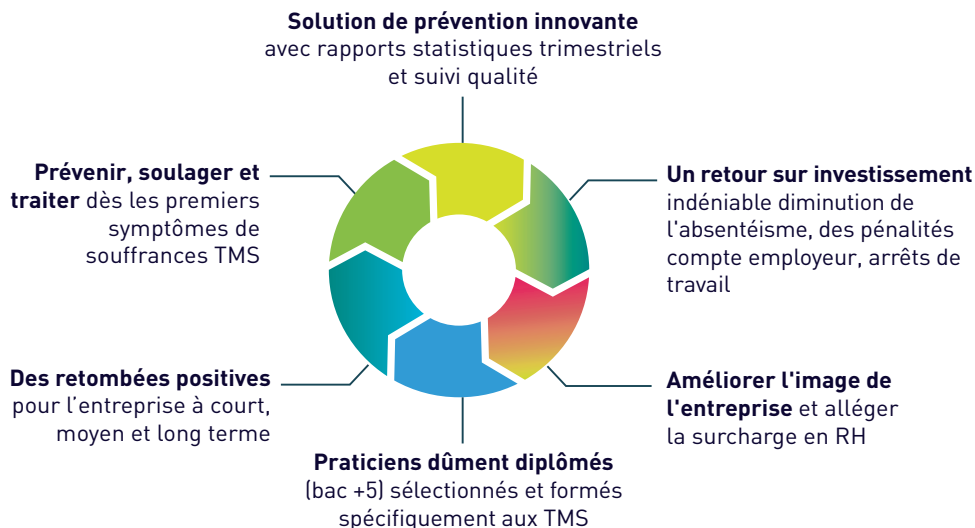 Solution de prévention innovante
avec rapports statistiques trimestriels
et suivi qualité
Un retour sur investissement
indéniable diminution de
l'absentéisme, des pénalités
compte employeur, arrêts de
travail
Améliorer l'image de
l'entreprise et alléger
la surcharge en RH
Praticiens dûment diplômés
(bac +5) sélectionnés et formés
spécifiquement aux TMS
Des retombées positives
pour l’entreprise à court,
moyen et long terme
Prévenir, soulager et
traiter dès les premiers
symptômes de
souffrances TMS